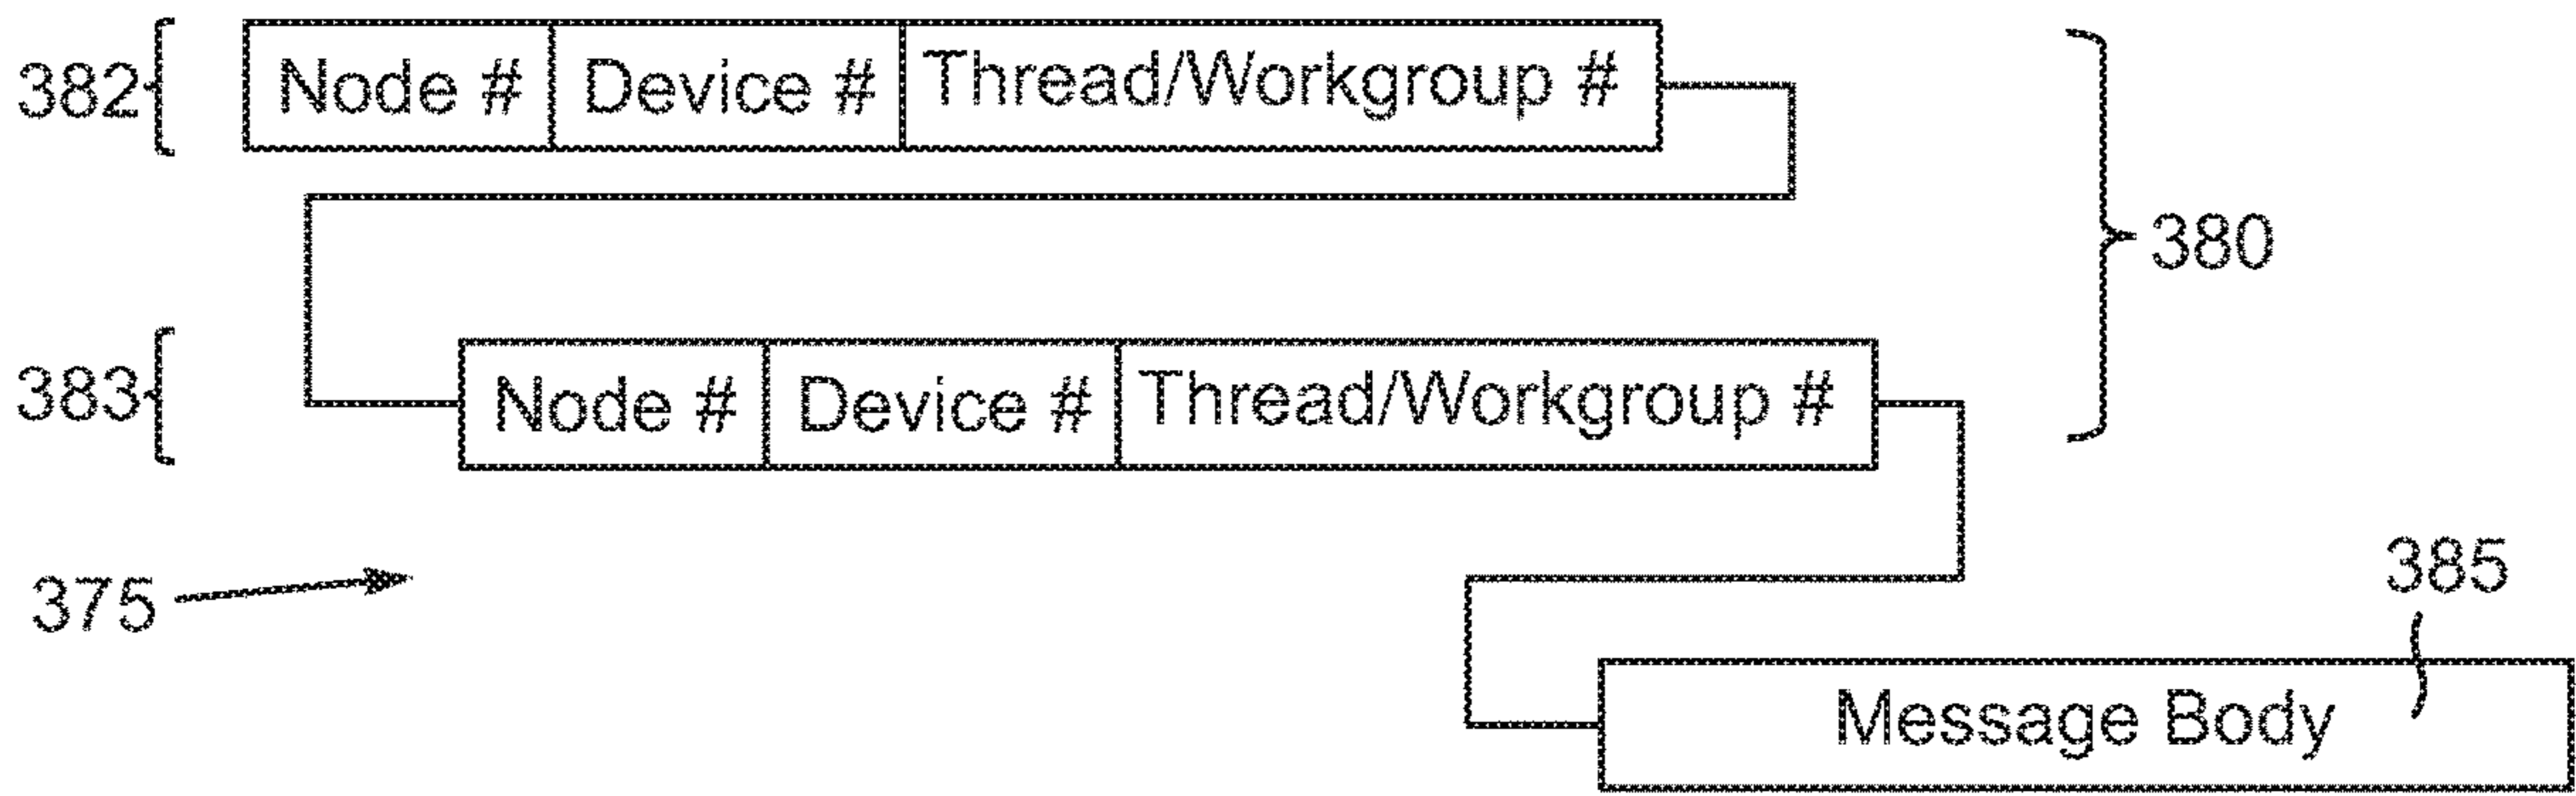 382 Node # Device # Thread/Workgroup #
380
383 Node # Device # Thread/Workgroup #
375
385
Message Body